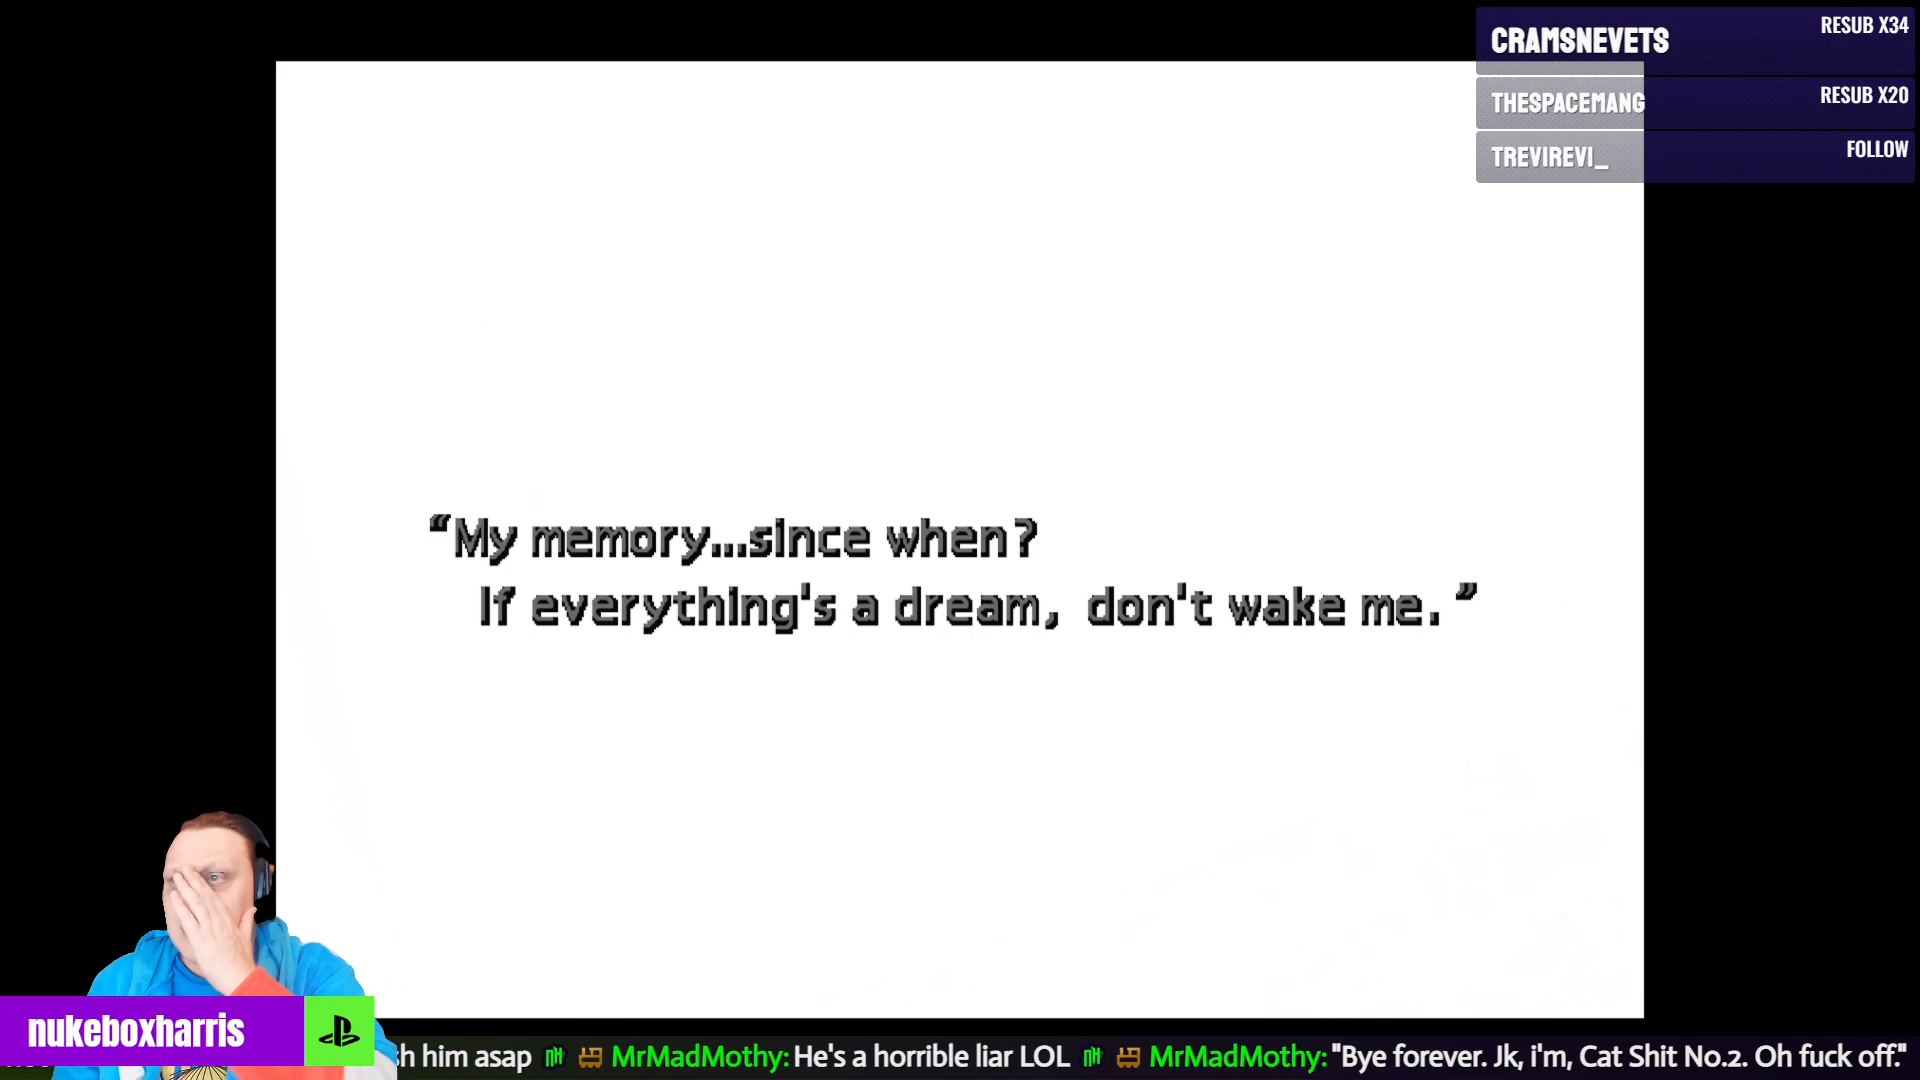 CRAMSNEVETS RESUB X34
THESPACEMANG RESUB X20
TREVIREVI_ FOLLOW
“My memory...since when?
If everything's a dream, don't wake me.”
nukeboxharris
h him asap MrMadMothy: He's a horrible liar LOL MrMadMothy: "Bye forever. Jk, i'm, Cat Shit No.2. Oh fuck off."